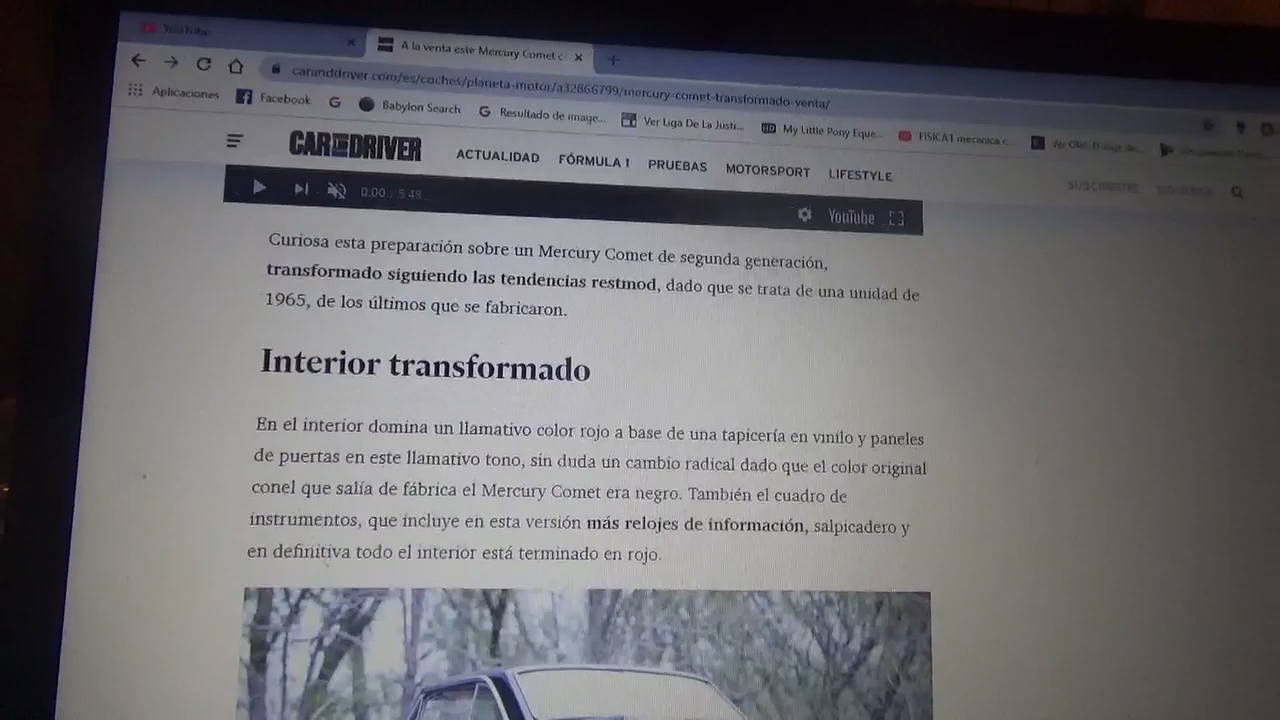 YouTube
A la venta este Mercury Comet c
caranddriver.com/es/coches/planeta-motor/a32866799/mercury-comet-transformado-venta/
Aplicaciones Facebook Babylon Search Resultado de image... Ver Liga De La Justi... My Little Pony Eque... FISICA1 mecanica c...
CAR AND DRIVER ACTUALIDAD FÓRMULA 1 PRUEBAS MOTORSPORT LIFESTYLE
0:00 / 5:48 YouTube
Curiosa esta preparación sobre un Mercury Comet de segunda generación,
transformado siguiendo las tendencias restmod, dado que se trata de una unidad de
1965, de los últimos que se fabricaron.
Interior transformado
En el interior domina un llamativo color rojo a base de una tapicería en vinilo y paneles
de puertas en este llamativo tono, sin duda un cambio radical dado que el color original
conel que salía de fábrica el Mercury Comet era negro. También el cuadro de
instrumentos, que incluye en esta versión más relojes de información, salpicadero y
en definitiva todo el interior está terminado en rojo.